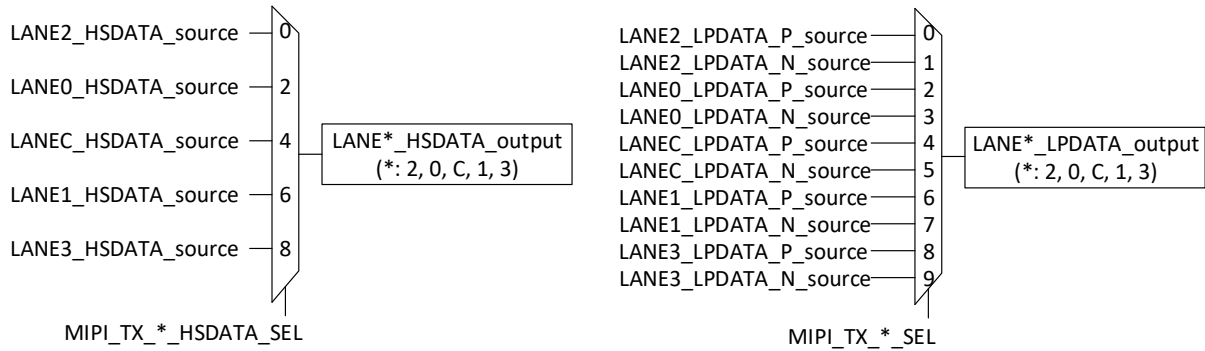 LANE2_HSDATA_source 0
LANE0_HSDATA_source 2
LANEC_HSDATA_source 4
LANE1_HSDATA_source 6
LANE3_HSDATA_source 8
LANE*_HSDATA_output
(*: 2, 0, C, 1, 3)
MIPI_TX_*_HSDATA_SEL
LANE2_LPDATA_P_source 0
LANE2_LPDATA_N_source 1
LANE0_LPDATA_P_source 2
LANE0_LPDATA_N_source 3
LANEC_LPDATA_P_source 4
LANEC_LPDATA_N_source 5
LANE1_LPDATA_P_source 6
LANE1_LPDATA_N_source 7
LANE3_LPDATA_P_source 8
LANE3_LPDATA_N_source 9
LANE*_LPDATA_output
(*: 2, 0, C, 1, 3)
MIPI_TX_*_SEL